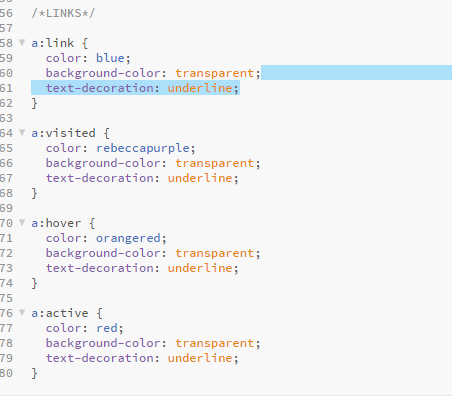 56 /*LINKS*/
57
58 a:link {
59 color: blue;
60 background-color: transparent;
61 text-decoration: underline;
62 }
63
64 a:visited {
65 color: rebeccapurple;
66 background-color: transparent;
67 text-decoration: underline;
68 }
69
70 a:hover {
71 color: orangered;
72 background-color: transparent;
73 text-decoration: underline;
74 }
75
76 a:active {
77 color: red;
78 background-color: transparent;
79 text-decoration: underline;
80 }